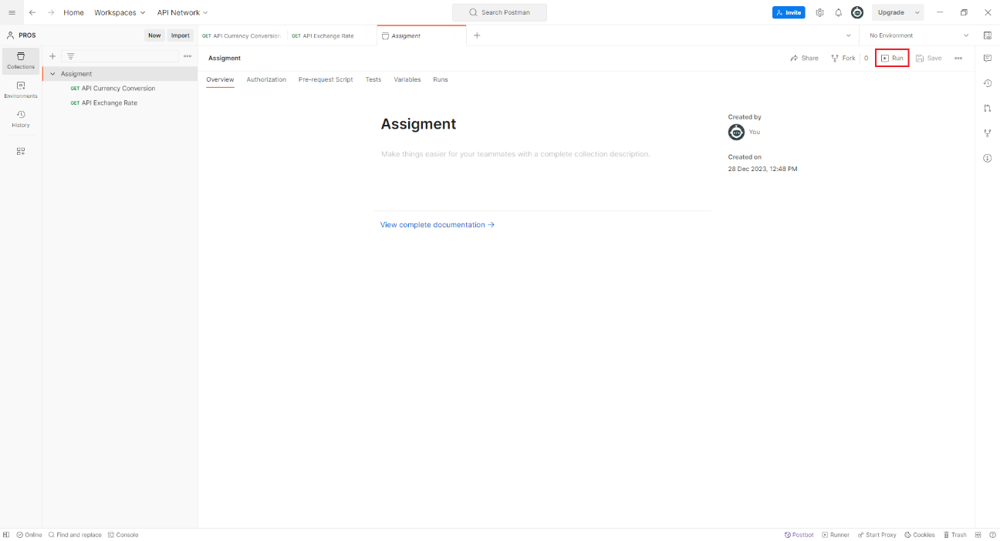 Home Workspaces API Network Search Postman Invite Upgrade
PROS New Import GET API Currency Conversion GET API Exchange Rate Assigment No Environment
Collections
Environments
History
Assigment
GET API Currency Conversion
GET API Exchange Rate
Assigment Share Fork 0 Run Save
Overview Authorization Pre-request Script Tests Variables Runs
Assigment
Make things easier for your teammates with a complete collection description.
View complete documentation →
Created by
You
Created on
28 Dec 2023, 12:48 PM
Online Find and replace Console Postbot Runner Start Proxy Cookies Trash